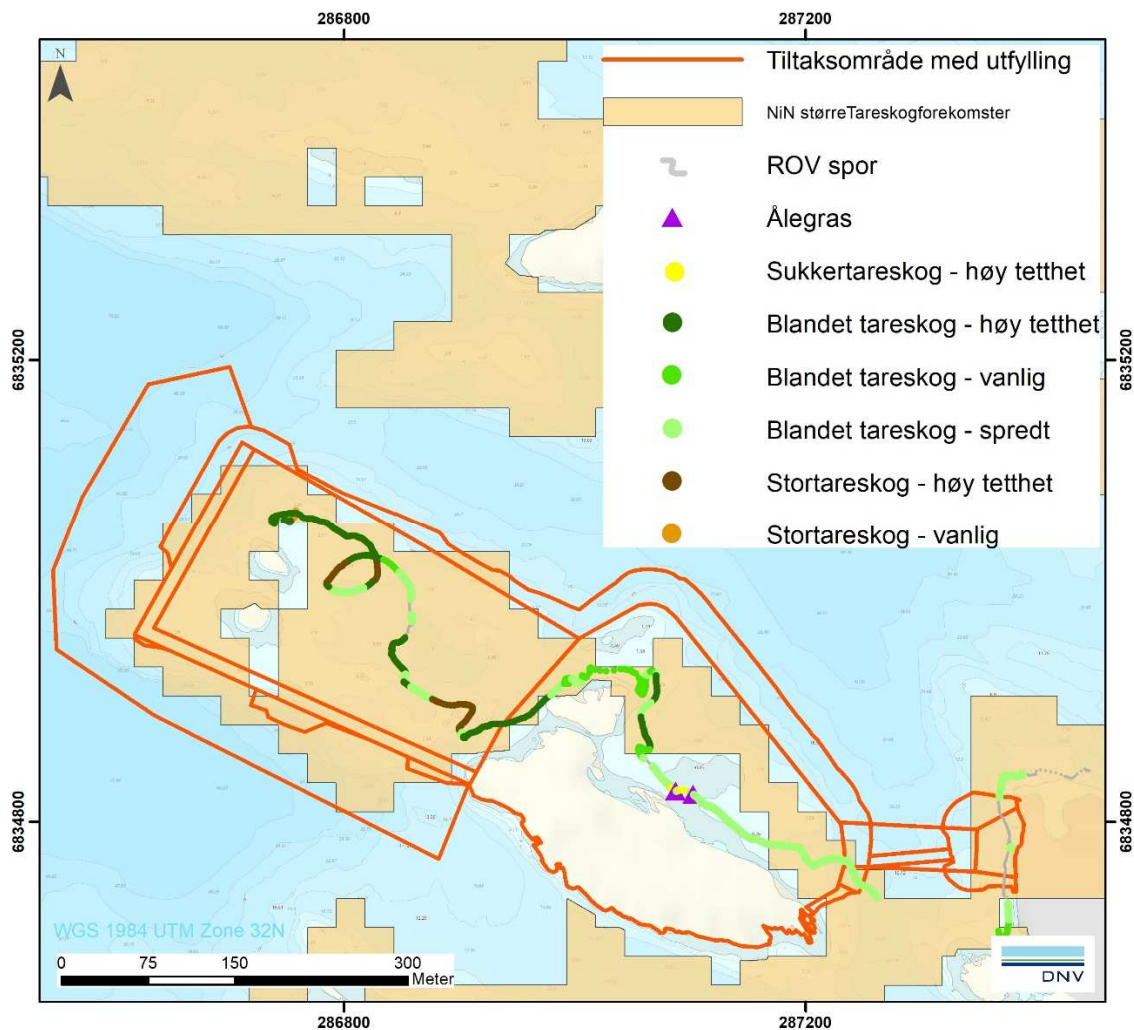 286800
287200
N
Tiltaksområde med utfylling
NiN størreTareskogforekomster
ROV spor
Ålegras
Sukkertareskog - høy tetthet
Blandet tareskog - høy tetthet
Blandet tareskog - vanlig
Blandet tareskog - spredt
Stortareskog - høy tetthet
Stortareskog - vanlig
6835200
6835200
6834800
6834800
WGS 1984 UTM Zone 32N
0
75
150
300
Meter
DNV
286800
287200